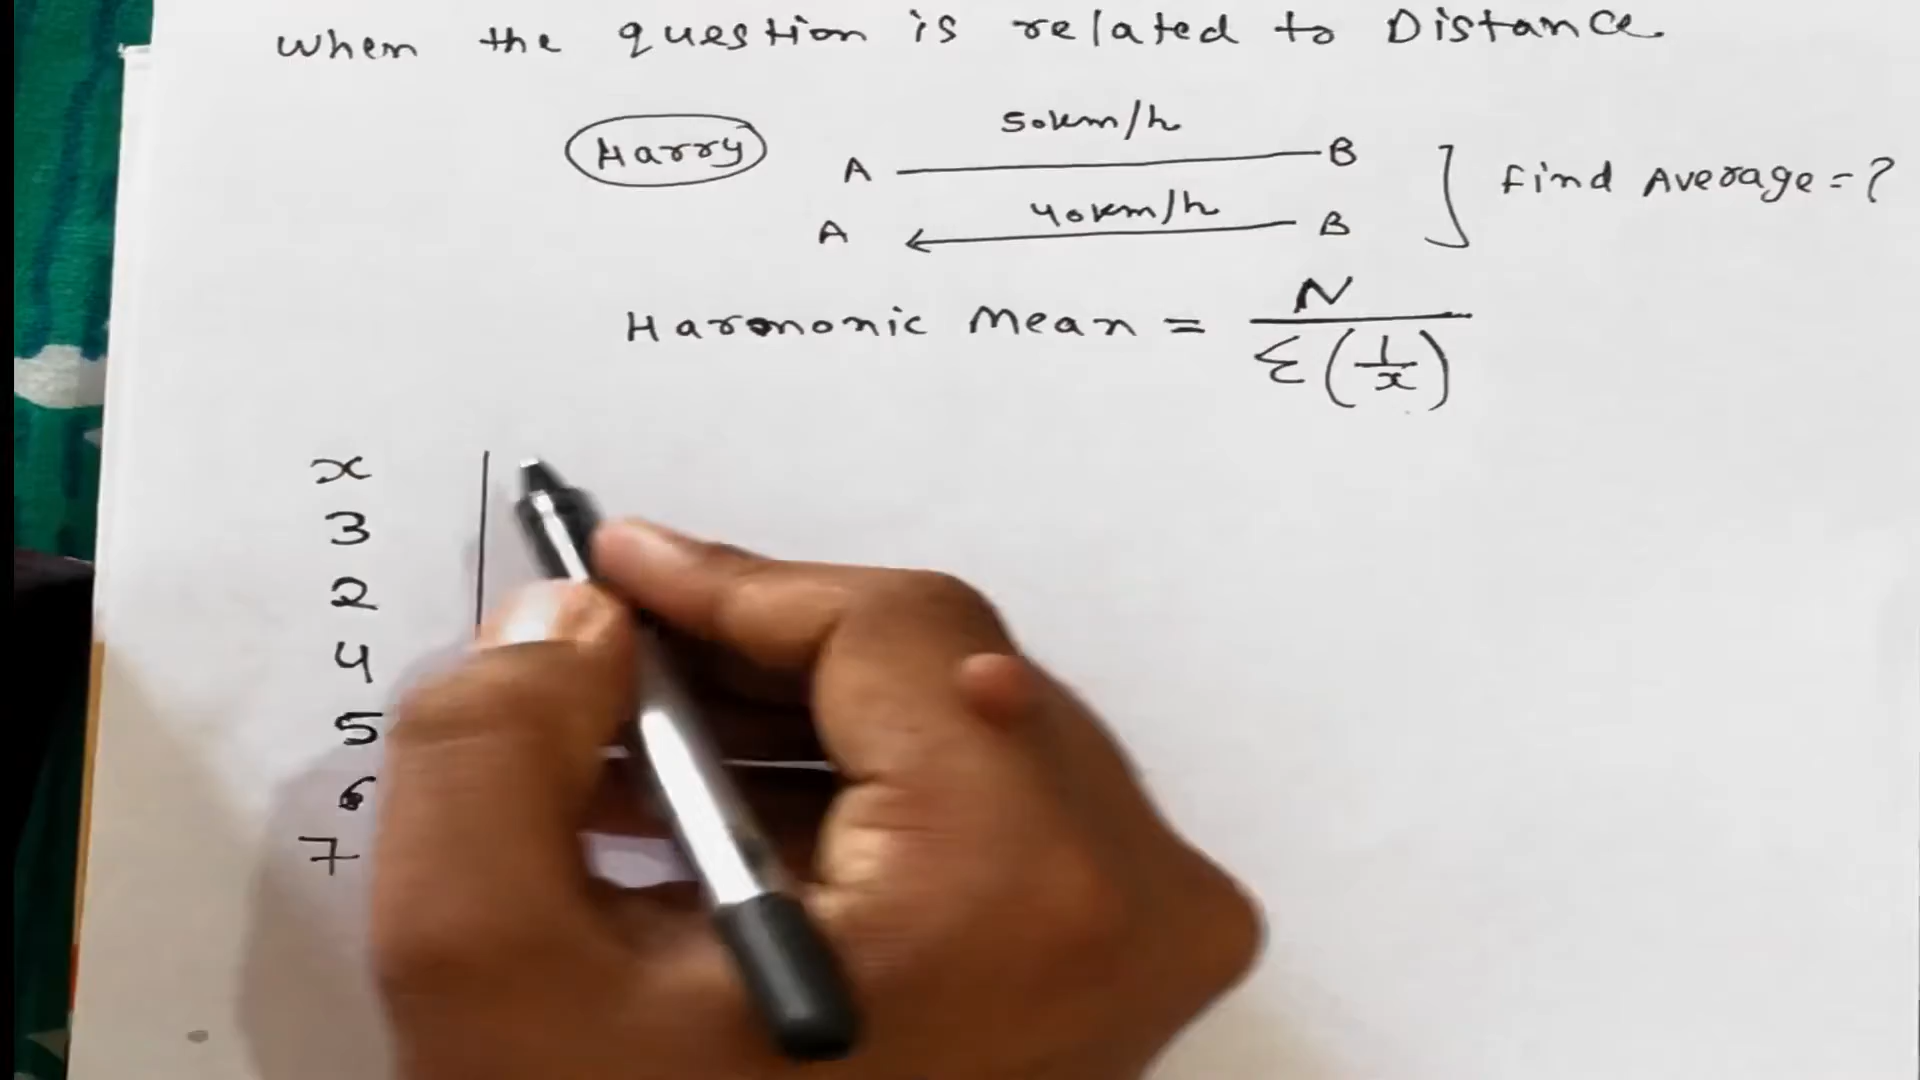 When the question is related to Distance.
Harry A 50km/h B
A 40km/h B
Find Average = ?
Harmonic Mean = N / Σ(1/x)
x
3
2
4
5
6
7